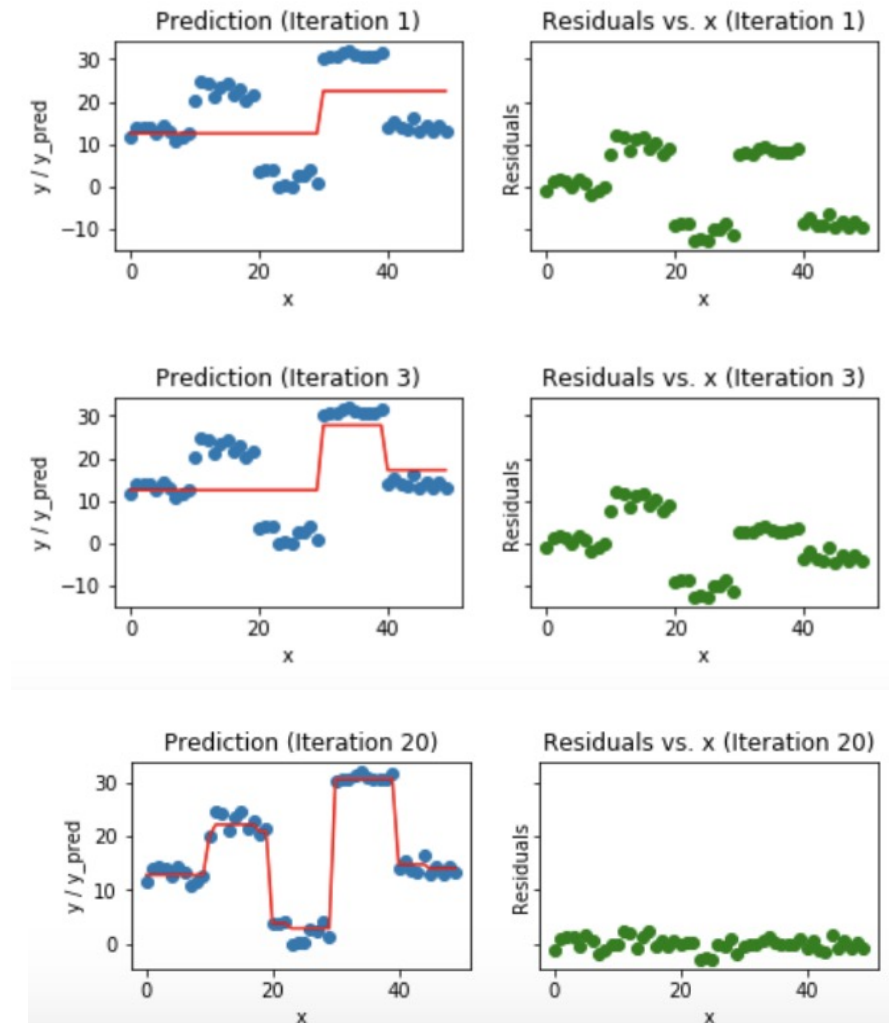 Prediction (Iteration 1)
y / y_pred
30
20
10
0
−10
0 20 40
x
Residuals vs. x (Iteration 1)
Residuals
0 20 40
x
Prediction (Iteration 3)
y / y_pred
30
20
10
0
−10
0 20 40
x
Residuals vs. x (Iteration 3)
Residuals
0 20 40
x
Prediction (Iteration 20)
y / y_pred
30
20
10
0
0 20 40
x
Residuals vs. x (Iteration 20)
Residuals
0 20 40
x